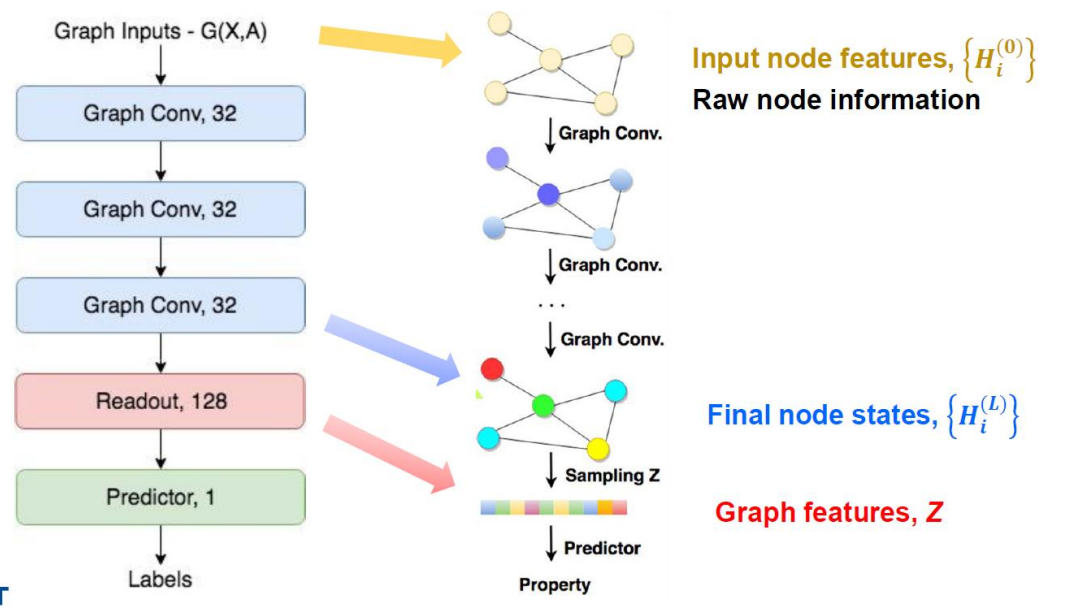 Graph Inputs - G(X,A)
Graph Conv, 32
Graph Conv, 32
Graph Conv, 32
Readout, 128
Predictor, 1
Labels
Graph Conv.
Graph Conv.
...
Graph Conv.
Sampling Z
Predictor
Property
Input node features, {H_i^(0)}
Raw node information
Final node states, {H_i^(L)}
Graph features, Z
T